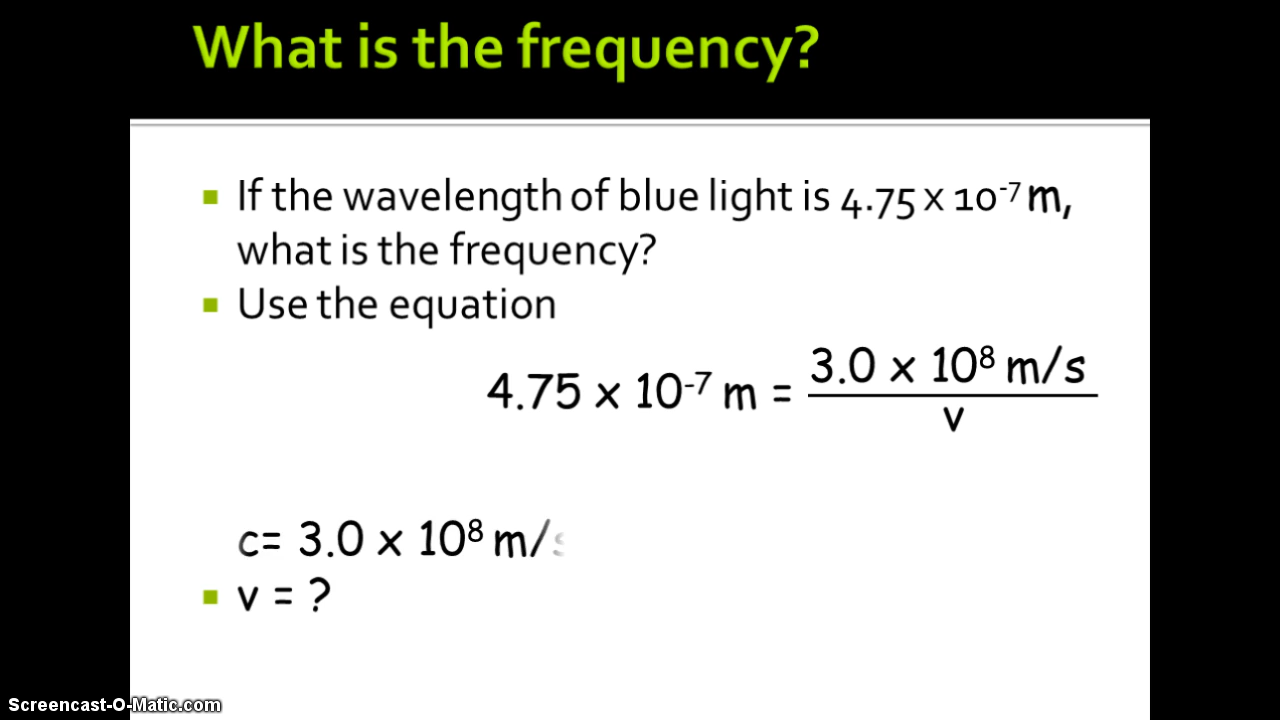 What is the frequency?
If the wavelength of blue light is 4.75 x 10⁻⁷ m,
what is the frequency?
Use the equation
4.75 x 10⁻⁷ m = 3.0 x 10⁸ m/s
v
c= 3.0 x 10⁸ m/s
v = ?
Screencast-O-Matic.com